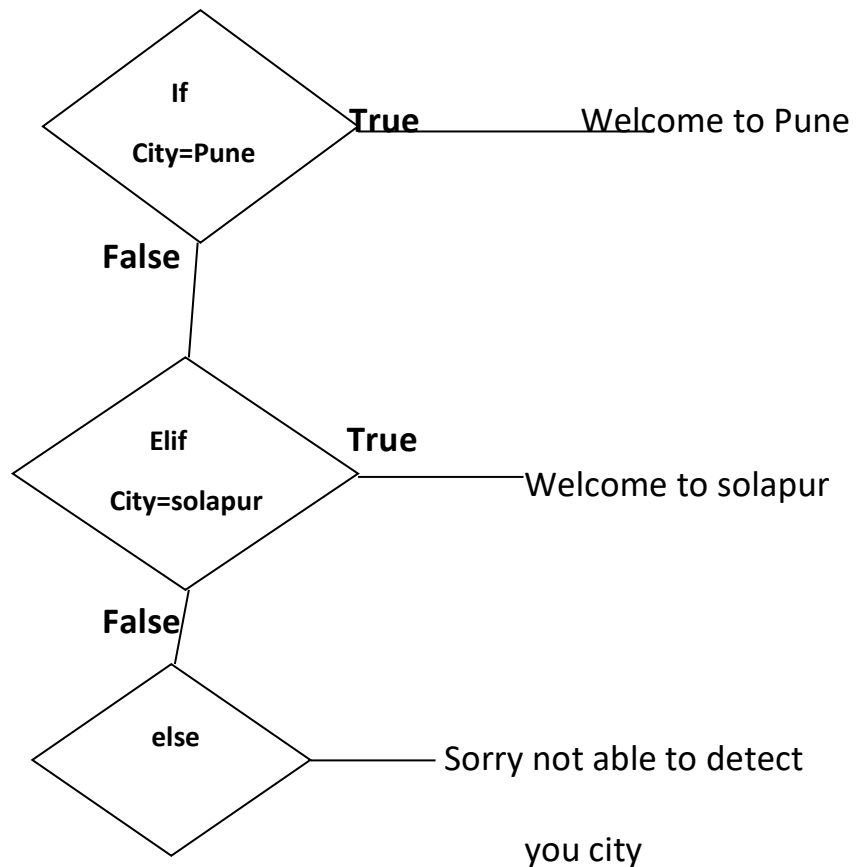 If
City=Pune
True
Welcome to Pune
False
Elif
City=solapur
True
Welcome to solapur
False
else
Sorry not able to detect
you city